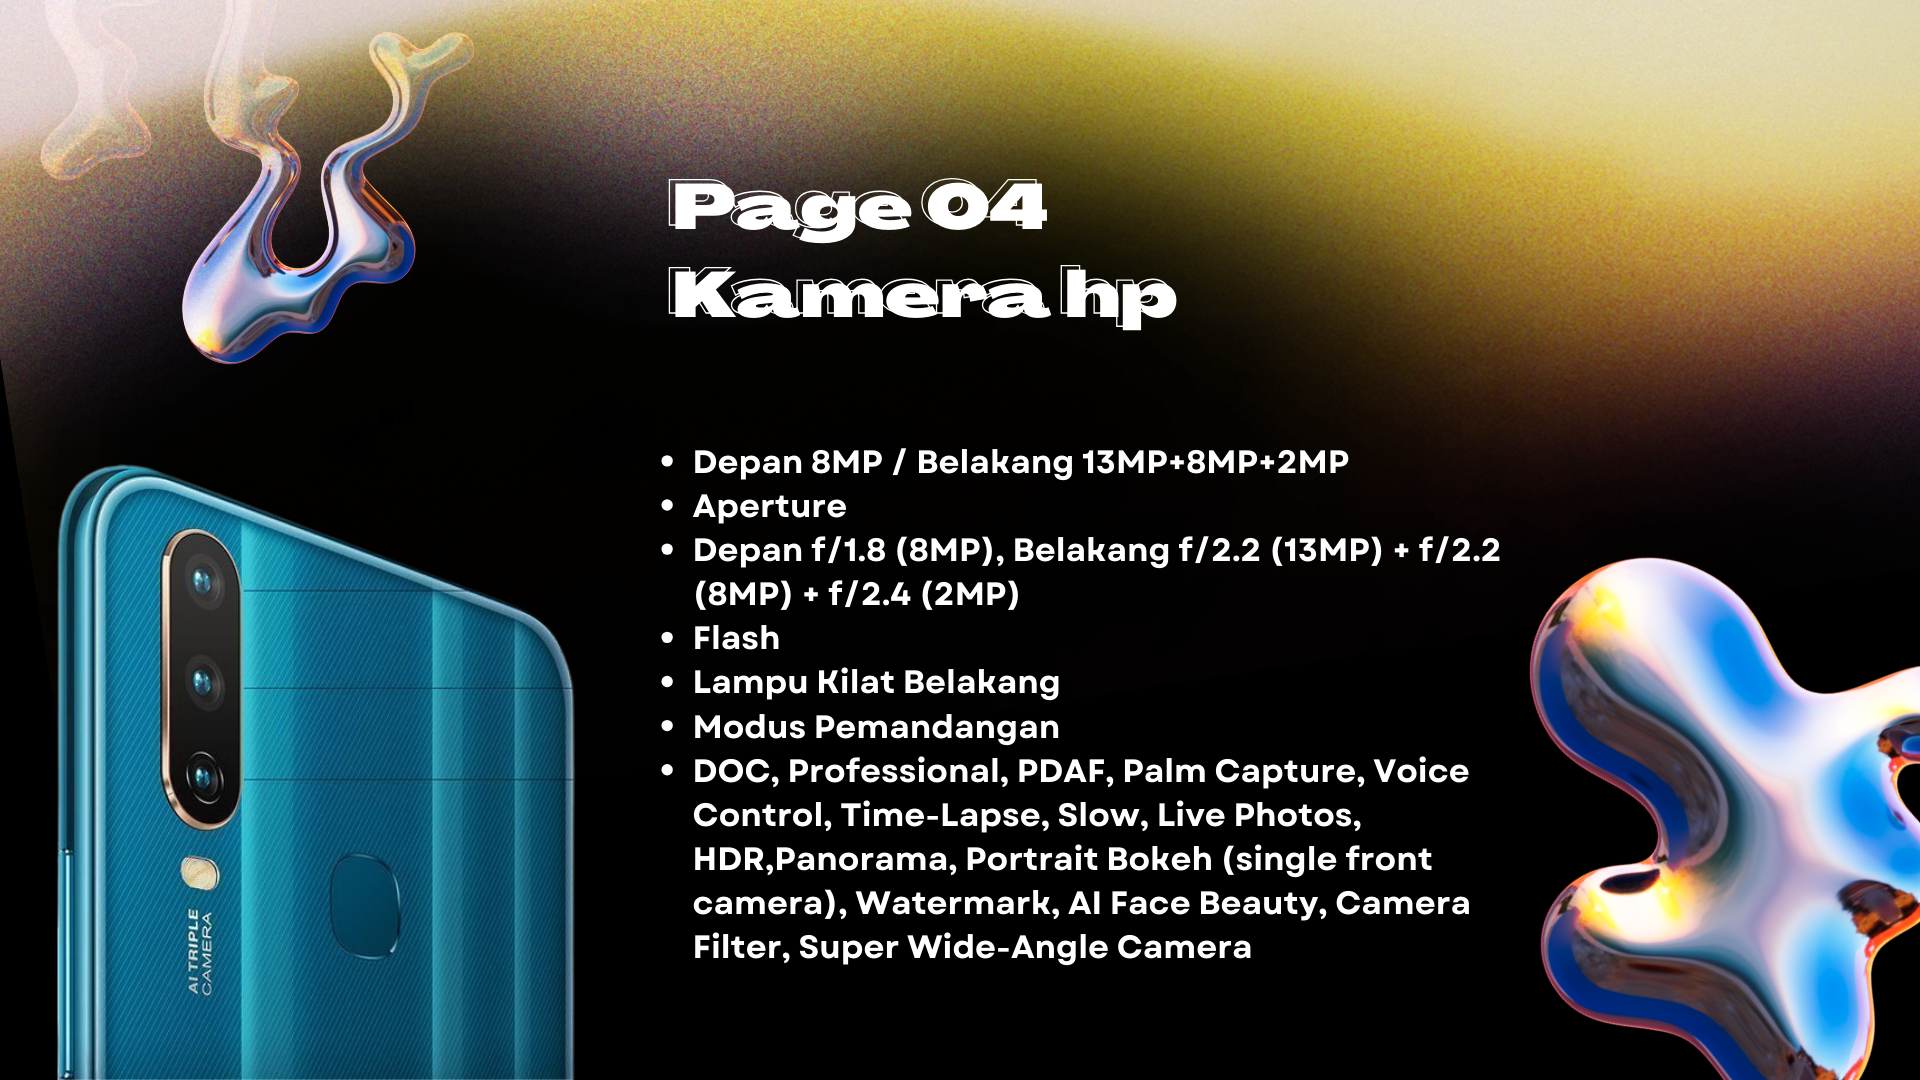 Page 04
Kamera hp
• Depan 8MP / Belakang 13MP+8MP+2MP
• Aperture
• Depan f/1.8 (8MP), Belakang f/2.2 (13MP) + f/2.2
(8MP) + f/2.4 (2MP)
• Flash
• Lampu Kilat Belakang
• Modus Pemandangan
• DOC, Professional, PDAF, Palm Capture, Voice
Control, Time-Lapse, Slow, Live Photos,
HDR,Panorama, Portrait Bokeh (single front
camera), Watermark, AI Face Beauty, Camera
Filter, Super Wide-Angle Camera
AI TRIPLE
CAMERA